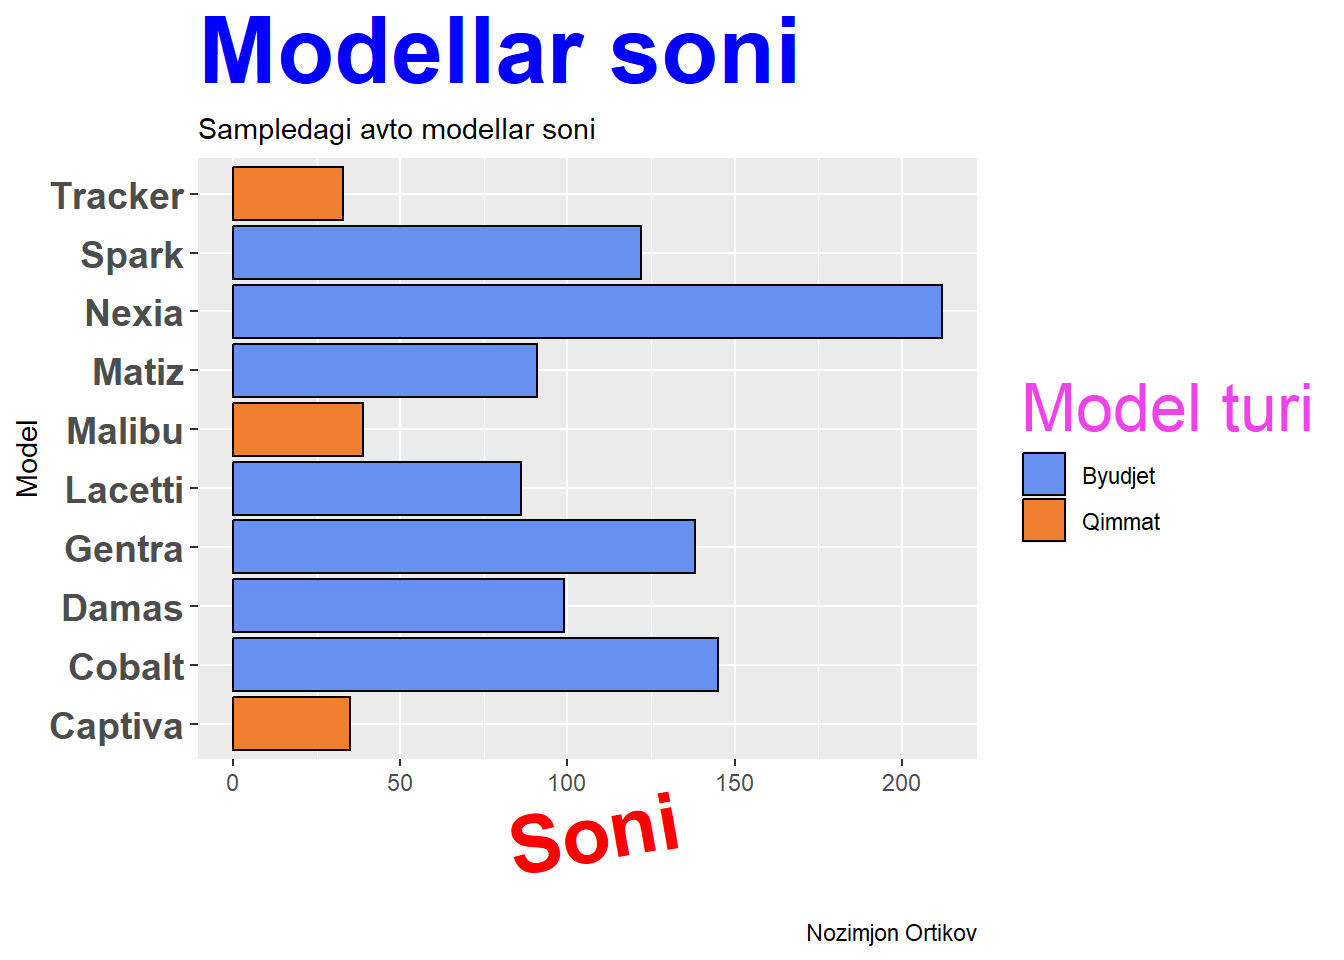 Modellar soni
Sampledagi avto modellar soni
Model
Tracker
Spark
Nexia
Matiz
Malibu
Lacetti
Gentra
Damas
Cobalt
Captiva
0 50 100 150 200
Soni
Model turi
Byudjet
Qimmat
Nozimjon Ortikov